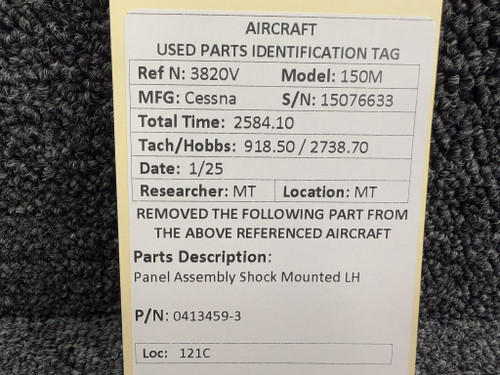 AIRCRAFT
USED PARTS IDENTIFICATION TAG
Ref N: 3820V Model: 150M
MFG: Cessna S/N: 15076633
Total Time: 2584.10
Tach/Hobbs: 918.50 / 2738.70
Date: 1/25
Researcher: MT Location: MT
REMOVED THE FOLLOWING PART FROM
THE ABOVE REFERENCED AIRCRAFT
Parts Description:
Panel Assembly Shock Mounted LH
P/N: 0413459-3
Loc: 121C